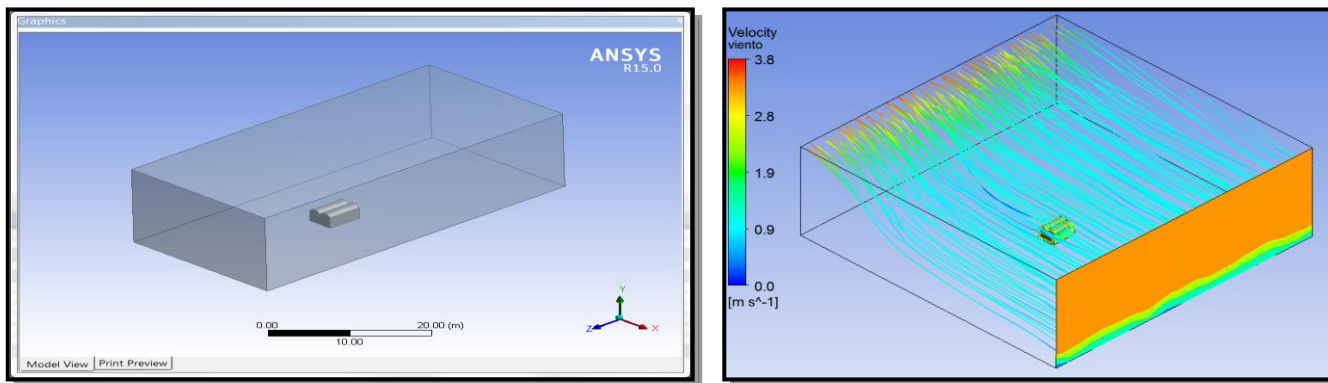 Graphics
ANSYS
R15.0
0.00 20.00 (m)
10.00
Y
Z X
Model View Print Preview
Velocity
viento
3.8
2.8
1.9
0.9
0.0
[m s^-1]